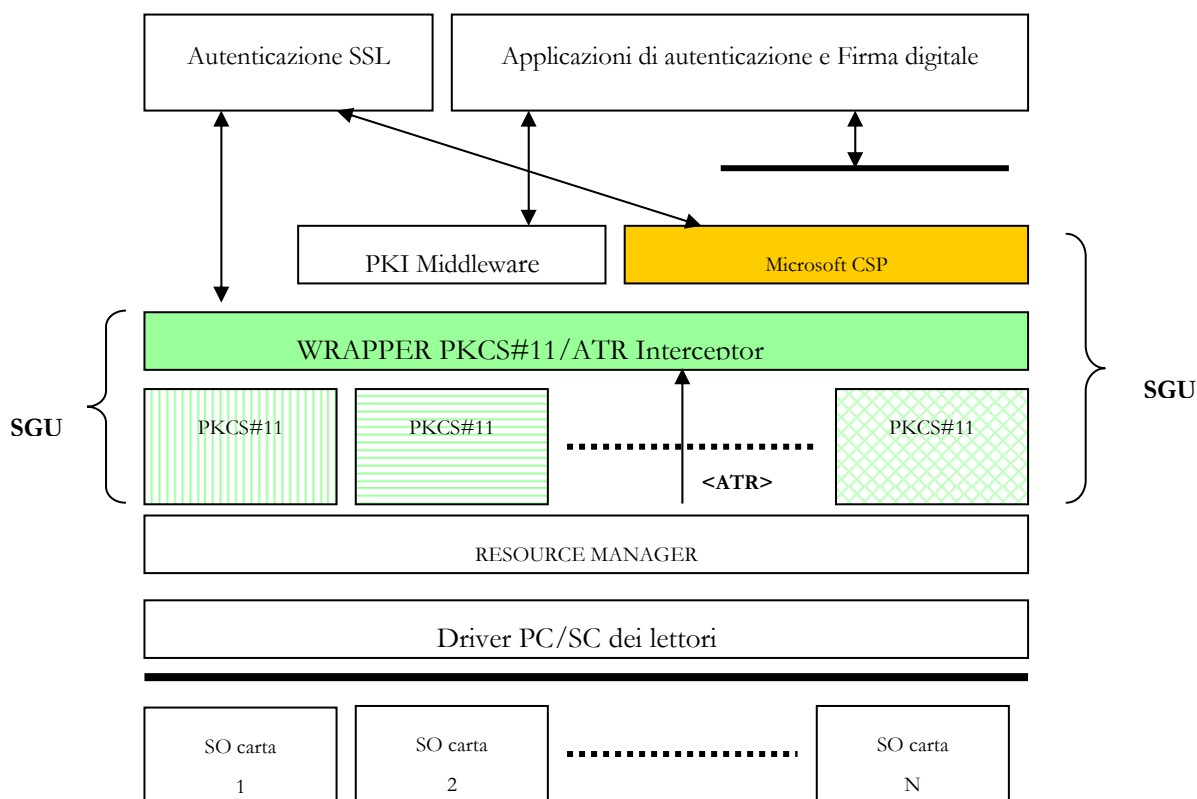 Autenticazione SSL
Applicazioni di autenticazione e Firma digitale
PKI Middleware
Microsoft CSP
WRAPPER PKCS#11/ATR Interceptor
SGU
PKCS#11
PKCS#11
PKCS#11
SGU
<ATR>
RESOURCE MANAGER
Driver PC/SC dei lettori
SO carta
1
SO carta
2
SO carta
N